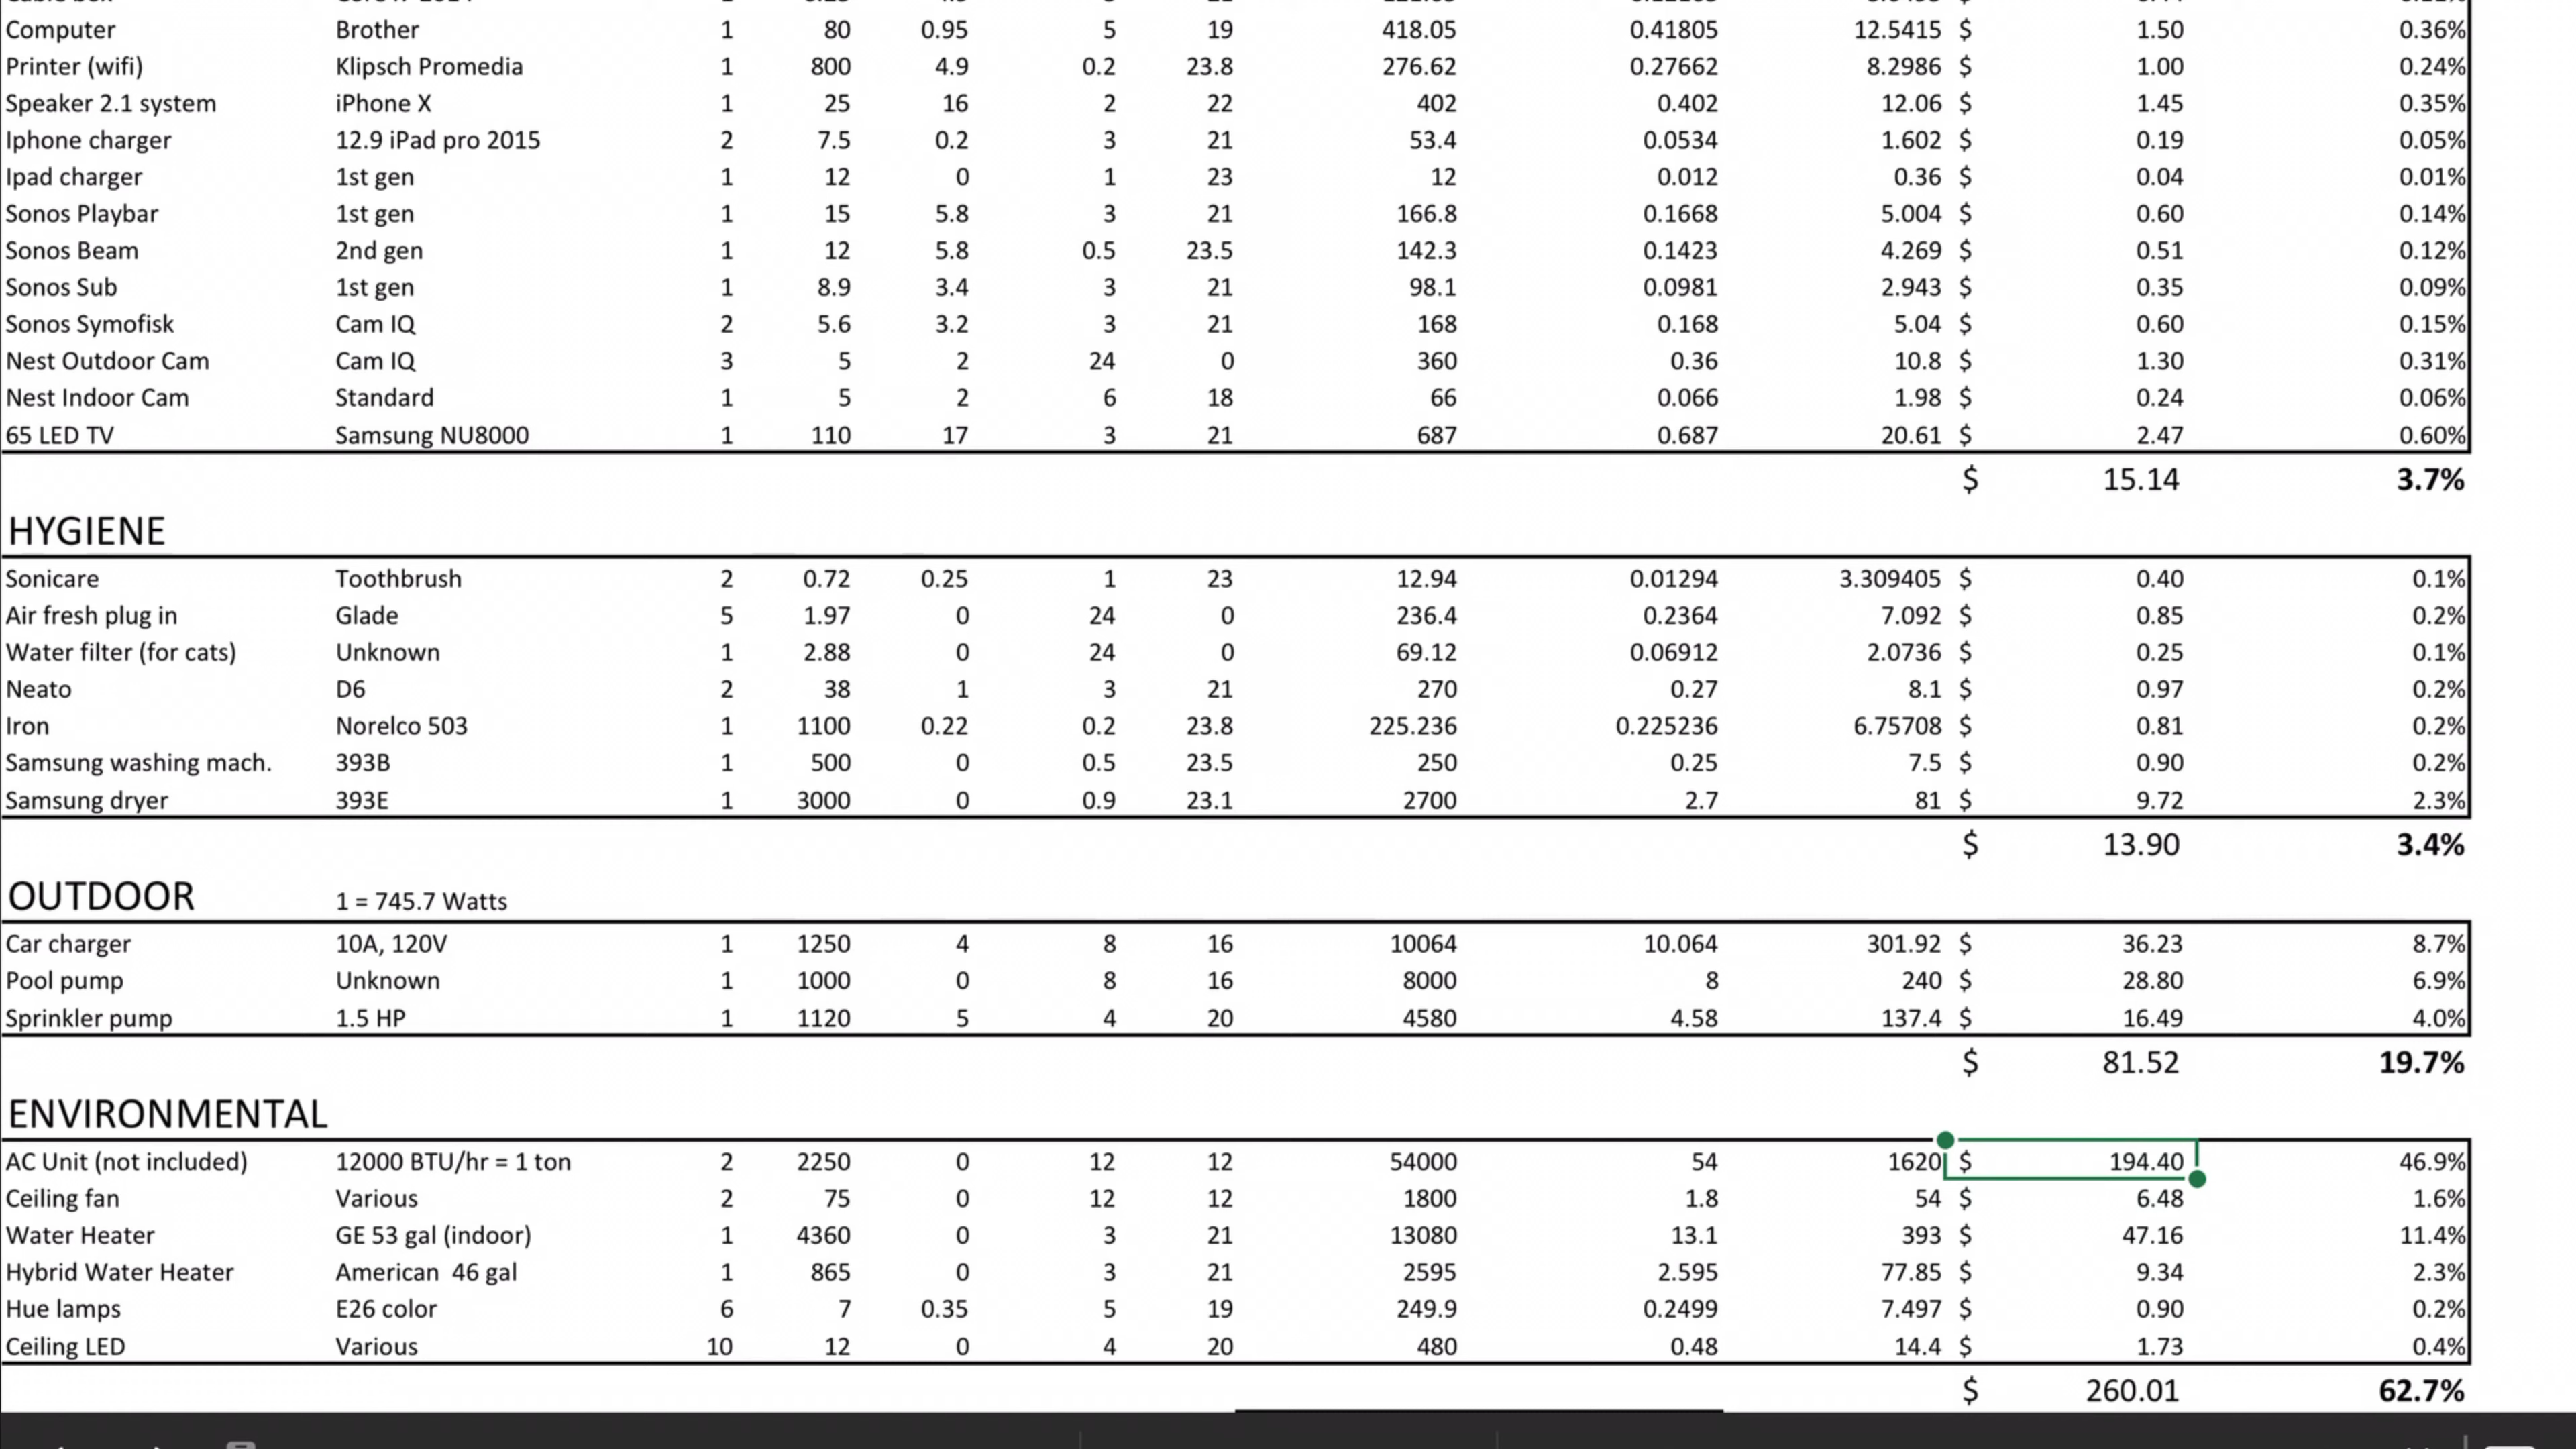 Computer Brother 1 80 0.95 5 19 418.05 0.41805 12.5415 $ 1.50 0.36%
Printer (wifi) Klipsch Promedia 1 800 4.9 0.2 23.8 276.62 0.27662 8.2986 $ 1.00 0.24%
Speaker 2.1 system iPhone X 1 25 16 2 22 402 0.402 12.06 $ 1.45 0.35%
Iphone charger 12.9 iPad pro 2015 2 7.5 0.2 3 21 53.4 0.0534 1.602 $ 0.19 0.05%
Ipad charger 1st gen 1 12 0 1 23 12 0.012 0.36 $ 0.04 0.01%
Sonos Playbar 1st gen 1 15 5.8 3 21 166.8 0.1668 5.004 $ 0.60 0.14%
Sonos Beam 2nd gen 1 12 5.8 0.5 23.5 142.3 0.1423 4.269 $ 0.51 0.12%
Sonos Sub 1st gen 1 8.9 3.4 3 21 98.1 0.0981 2.943 $ 0.35 0.09%
Sonos Symofisk Cam IQ 2 5.6 3.2 3 21 168 0.168 5.04 $ 0.60 0.15%
Nest Outdoor Cam Cam IQ 3 5 2 24 0 360 0.36 10.8 $ 1.30 0.31%
Nest Indoor Cam Standard 1 5 2 6 18 66 0.066 1.98 $ 0.24 0.06%
65 LED TV Samsung NU8000 1 110 17 3 21 687 0.687 20.61 $ 2.47 0.60%
$ 15.14 3.7%
HYGIENE
Sonicare Toothbrush 2 0.72 0.25 1 23 12.94 0.01294 3.309405 $ 0.40 0.1%
Air fresh plug in Glade 5 1.97 0 24 0 236.4 0.2364 7.092 $ 0.85 0.2%
Water filter (for cats) Unknown 1 2.88 0 24 0 69.12 0.06912 2.0736 $ 0.25 0.1%
Neato D6 2 38 1 3 21 270 0.27 8.1 $ 0.97 0.2%
Iron Norelco 503 1 1100 0.22 0.2 23.8 225.236 0.225236 6.75708 $ 0.81 0.2%
Samsung washing mach. 393B 1 500 0 0.5 23.5 250 0.25 7.5 $ 0.90 0.2%
Samsung dryer 393E 1 3000 0 0.9 23.1 2700 2.7 81 $ 9.72 2.3%
$ 13.90 3.4%
OUTDOOR 1 = 745.7 Watts
Car charger 10A, 120V 1 1250 4 8 16 10064 10.064 301.92 $ 36.23 8.7%
Pool pump Unknown 1 1000 0 8 16 8000 8 240 $ 28.80 6.9%
Sprinkler pump 1.5 HP 1 1120 5 4 20 4580 4.58 137.4 $ 16.49 4.0%
$ 81.52 19.7%
ENVIRONMENTAL
AC Unit (not included) 12000 BTU/hr = 1 ton 2 2250 0 12 12 54000 54 1620 $ 194.40 46.9%
Ceiling fan Various 2 75 0 12 12 1800 1.8 54 $ 6.48 1.6%
Water Heater GE 53 gal (indoor) 1 4360 0 3 21 13080 13.1 393 $ 47.16 11.4%
Hybrid Water Heater American 46 gal 1 865 0 3 21 2595 2.595 77.85 $ 9.34 2.3%
Hue lamps E26 color 6 7 0.35 5 19 249.9 0.2499 7.497 $ 0.90 0.2%
Ceiling LED Various 10 12 0 4 20 480 0.48 14.4 $ 1.73 0.4%
$ 260.01 62.7%